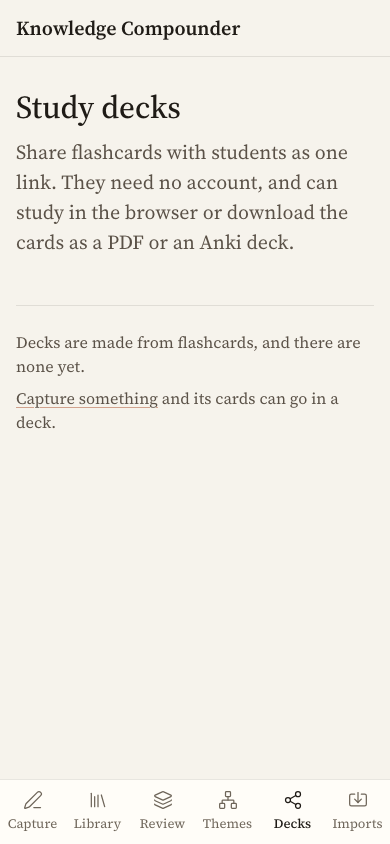 Knowledge Compounder
Study decks
Share flashcards with students as one
link. They need no account, and can
study in the browser or download the
cards as a PDF or an Anki deck.
Decks are made from flashcards, and there are
none yet.
Capture something and its cards can go in a
deck.
Capture Library Review Themes Decks Imports